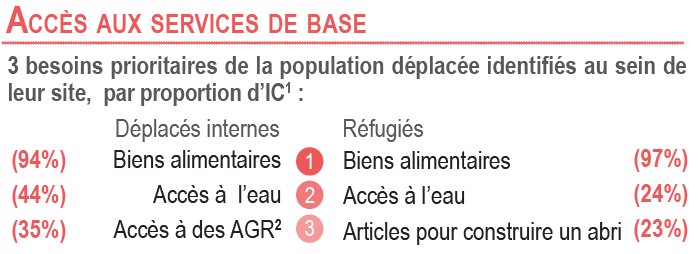 Accès aux services de base
3 besoins prioritaires de la population déplacée identifiés au sein de
leur site, par proportion d’IC¹ :
Déplacés internes Réfugiés
(94%) Biens alimentaires 1 Biens alimentaires (97%)
(44%) Accès à l’eau 2 Accès à l’eau (24%)
(35%) Accès à des AGR² 3 Articles pour construire un abri (23%)